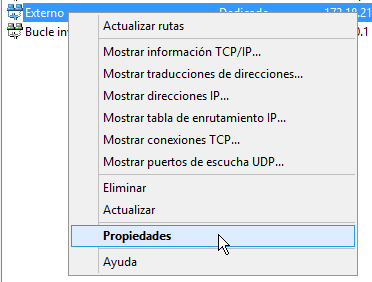 Externo Dedicado 172.18.21
Bucle in 0.1
Actualizar rutas
Mostrar información TCP/IP...
Mostrar traducciones de direcciones...
Mostrar direcciones IP...
Mostrar tabla de enrutamiento IP...
Mostrar conexiones TCP...
Mostrar puertos de escucha UDP...
Eliminar
Actualizar
Propiedades
Ayuda